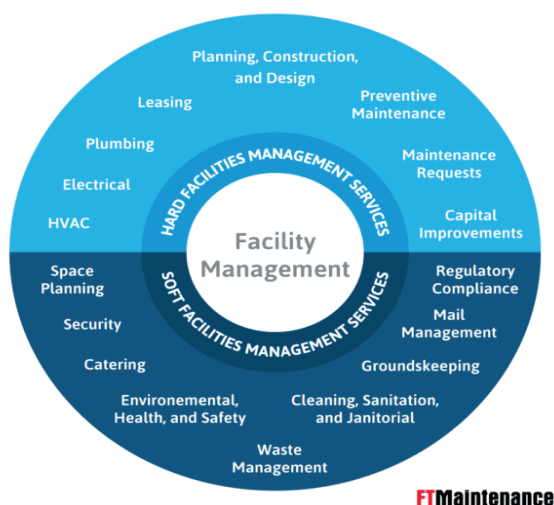 Planning, Construction,
and Design
Leasing
Preventive
Maintenance
Plumbing
Maintenance
Requests
Electrical
HVAC
Capital
Improvements
HARD FACILITIES MANAGEMENT SERVICES
Facility
Management
SOFT FACILITIES MANAGEMENT SERVICES
Space
Planning
Regulatory
Compliance
Security
Mail
Management
Catering
Groundskeeping
Environemental,
Health, and Safety
Cleaning, Sanitation,
and Janitorial
Waste
Management
FTMaintenance